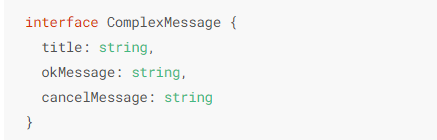 interface ComplexMessage {
  title: string,
  okMessage: string,
  cancelMessage: string
}